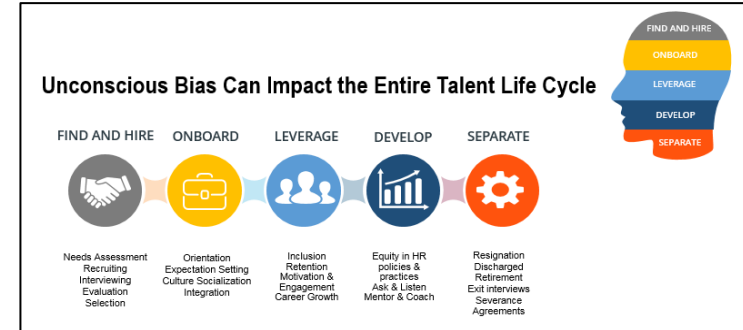 FIND AND HIRE
ONBOARD
LEVERAGE
DEVELOP
SEPARATE
Unconscious Bias Can Impact the Entire Talent Life Cycle
FIND AND HIRE
ONBOARD
LEVERAGE
DEVELOP
SEPARATE
Needs Assessment
Recruiting
Interviewing
Evaluation
Selection
Orientation
Expectation Setting
Culture Socialization
Integration
Inclusion
Retention
Motivation &
Engagement
Career Growth
Equity in HR
policies &
practices
Ask & Listen
Mentor & Coach
Resignation
Discharged
Retirement
Exit interviews
Severance
Agreements